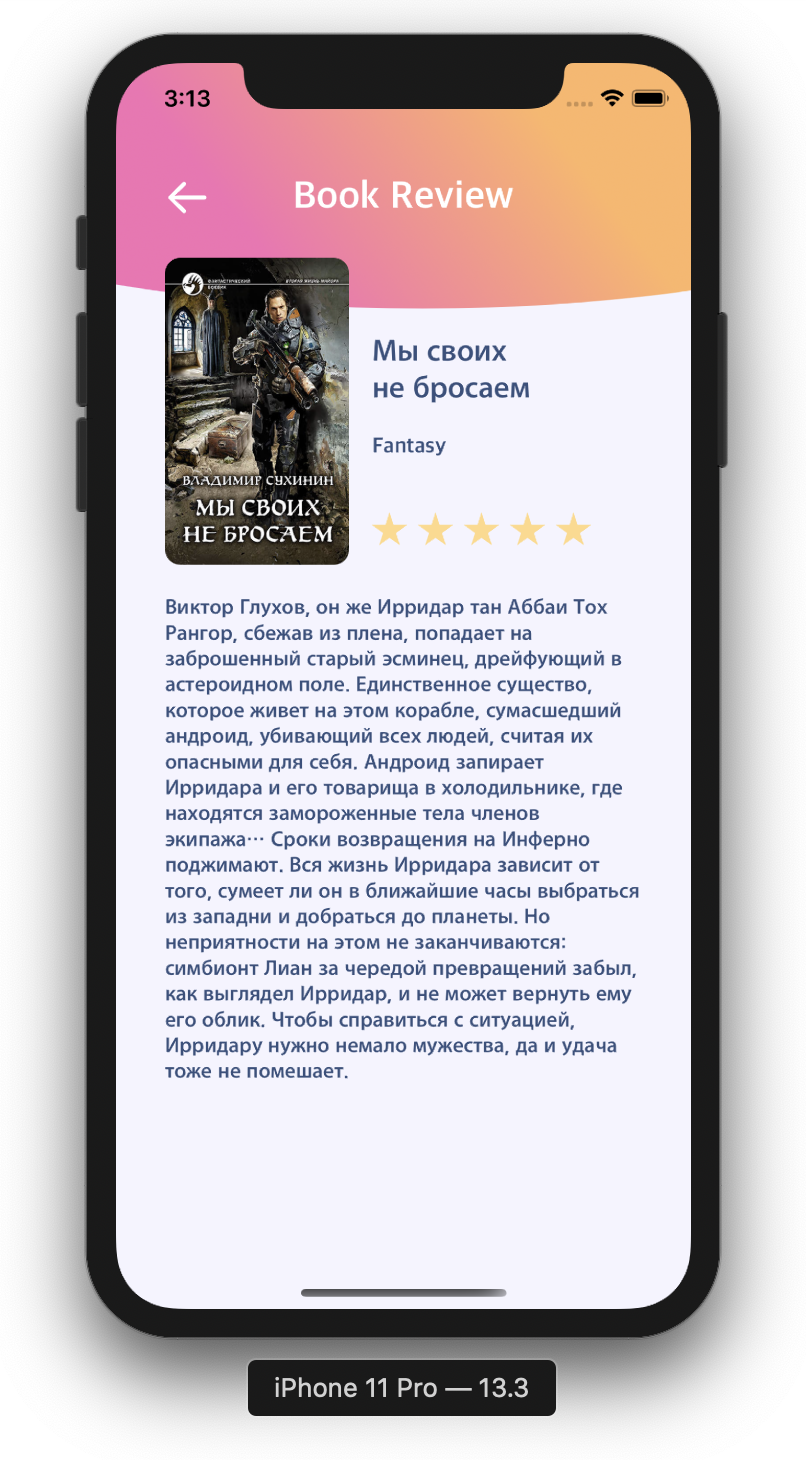 3:13
Book Review
ФАНТАСТИЧЕСКИЙ
БОЕВИК
ВТОРАЯ ЖИЗНЬ МАЙОРА
ВЛАДИМИР СУХИНИН
МЫ СВОИХ
НЕ БРОСАЕМ
Мы своих
не бросаем
Fantasy
Виктор Глухов, он же Ирридар тан Аббаи Тох
Рангор, сбежав из плена, попадает на
заброшенный старый эсминец, дрейфующий в
астероидном поле. Единственное существо,
которое живет на этом корабле, сумасшедший
андроид, убивающий всех людей, считая их
опасными для себя. Андроид запирает
Ирридара и его товарища в холодильнике, где
находятся замороженные тела членов
экипажа… Сроки возвращения на Инферно
поджимают. Вся жизнь Ирридара зависит от
того, сумеет ли он в ближайшие часы выбраться
из западни и добраться до планеты. Но
неприятности на этом не заканчиваются:
симбионт Лиан за чередой превращений забыл,
как выглядел Ирридар, и не может вернуть ему
его облик. Чтобы справиться с ситуацией,
Ирридару нужно немало мужества, да и удача
тоже не помешает.
iPhone 11 Pro — 13.3